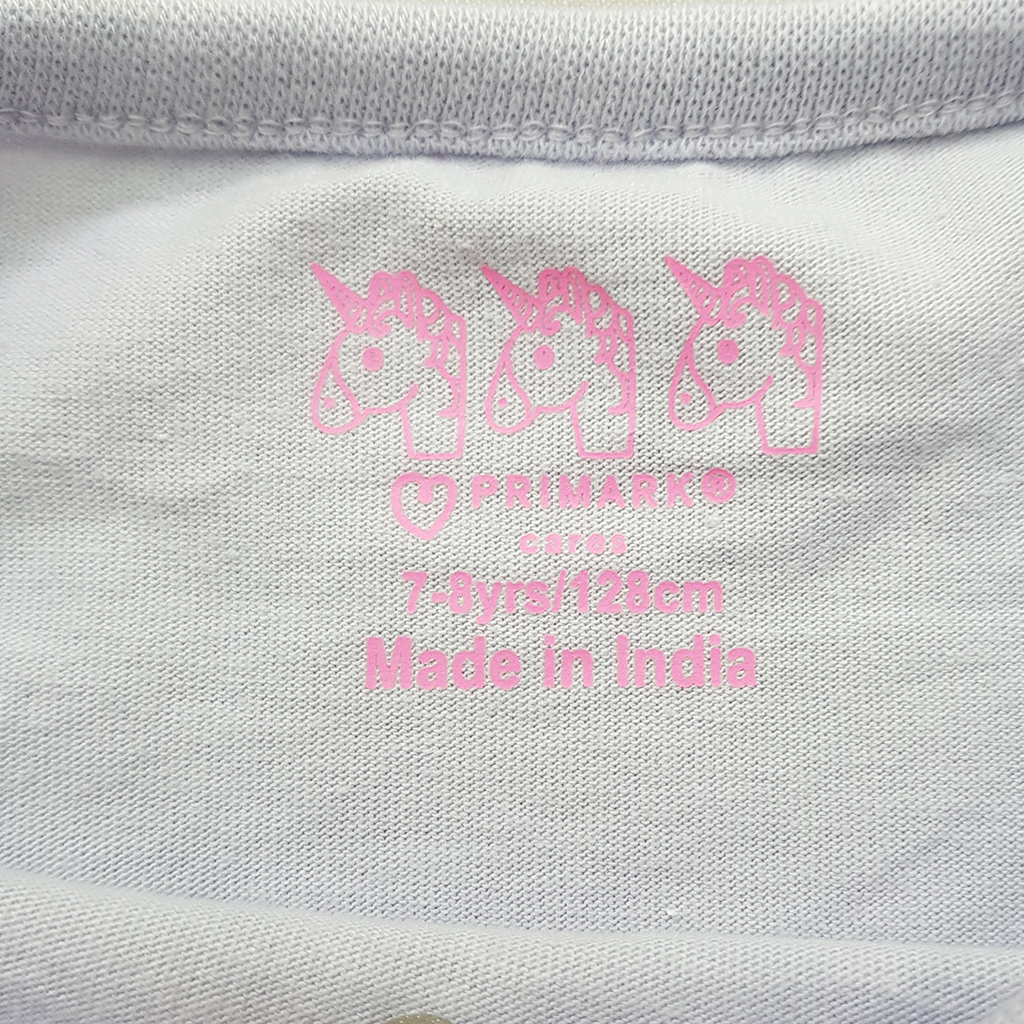 PRIMARK®
cares
7-8yrs/128cm
Made in India